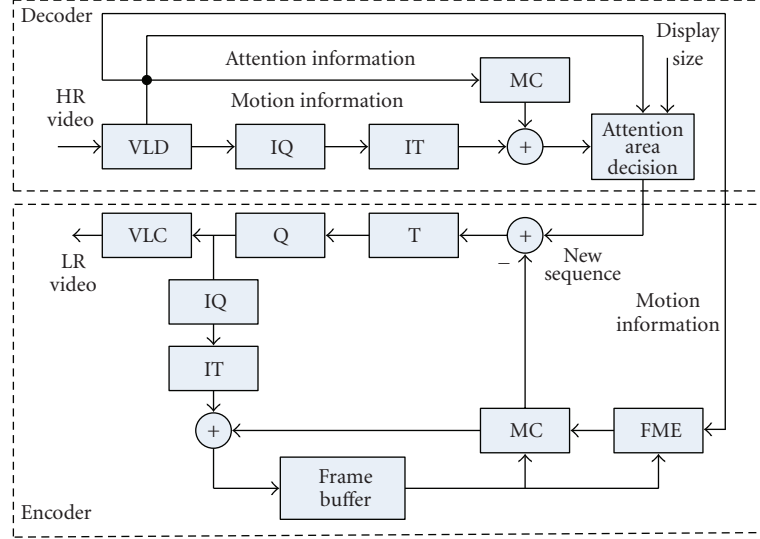 Decoder
Display
size
Attention information
MC
HR
video
Motion information
VLD
IQ
IT
+
Attention
area
decision
VLC
Q
T
+
−
New
sequence
LR
video
IQ
Motion
information
IT
+
MC
FME
Frame
buffer
Encoder